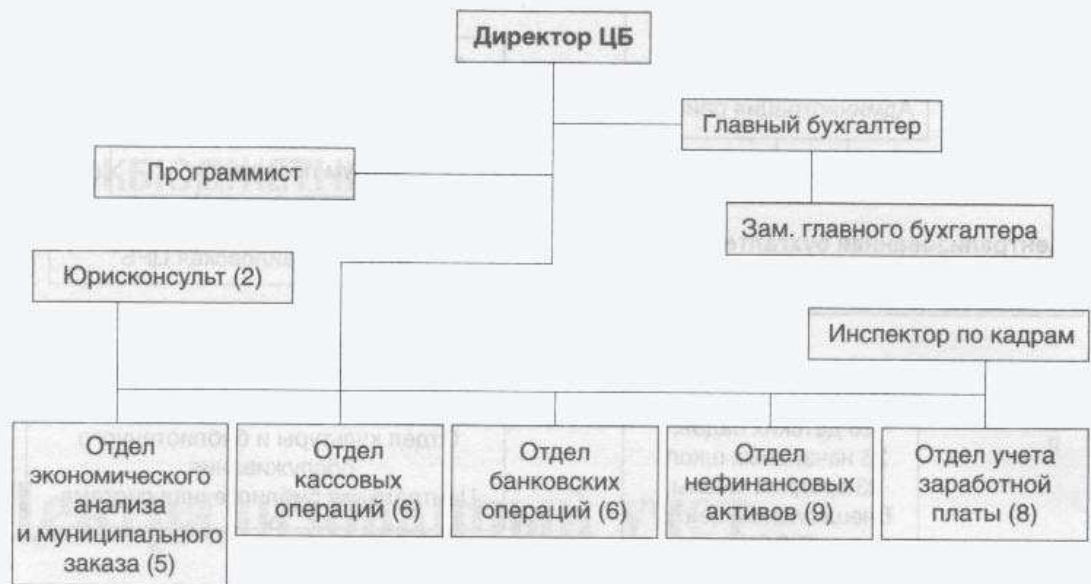 Директор ЦБ
Главный бухгалтер
Программист
Зам. главного бухгалтера
Юрисконсульт (2)
Инспектор по кадрам
Отдел
экономического
анализа
и муниципального
заказа (5)
Отдел
кассовых
операций (6)
Отдел
банковских
операций (6)
Отдел
нефинансовых
активов (9)
Отдел учета
заработной
платы (8)